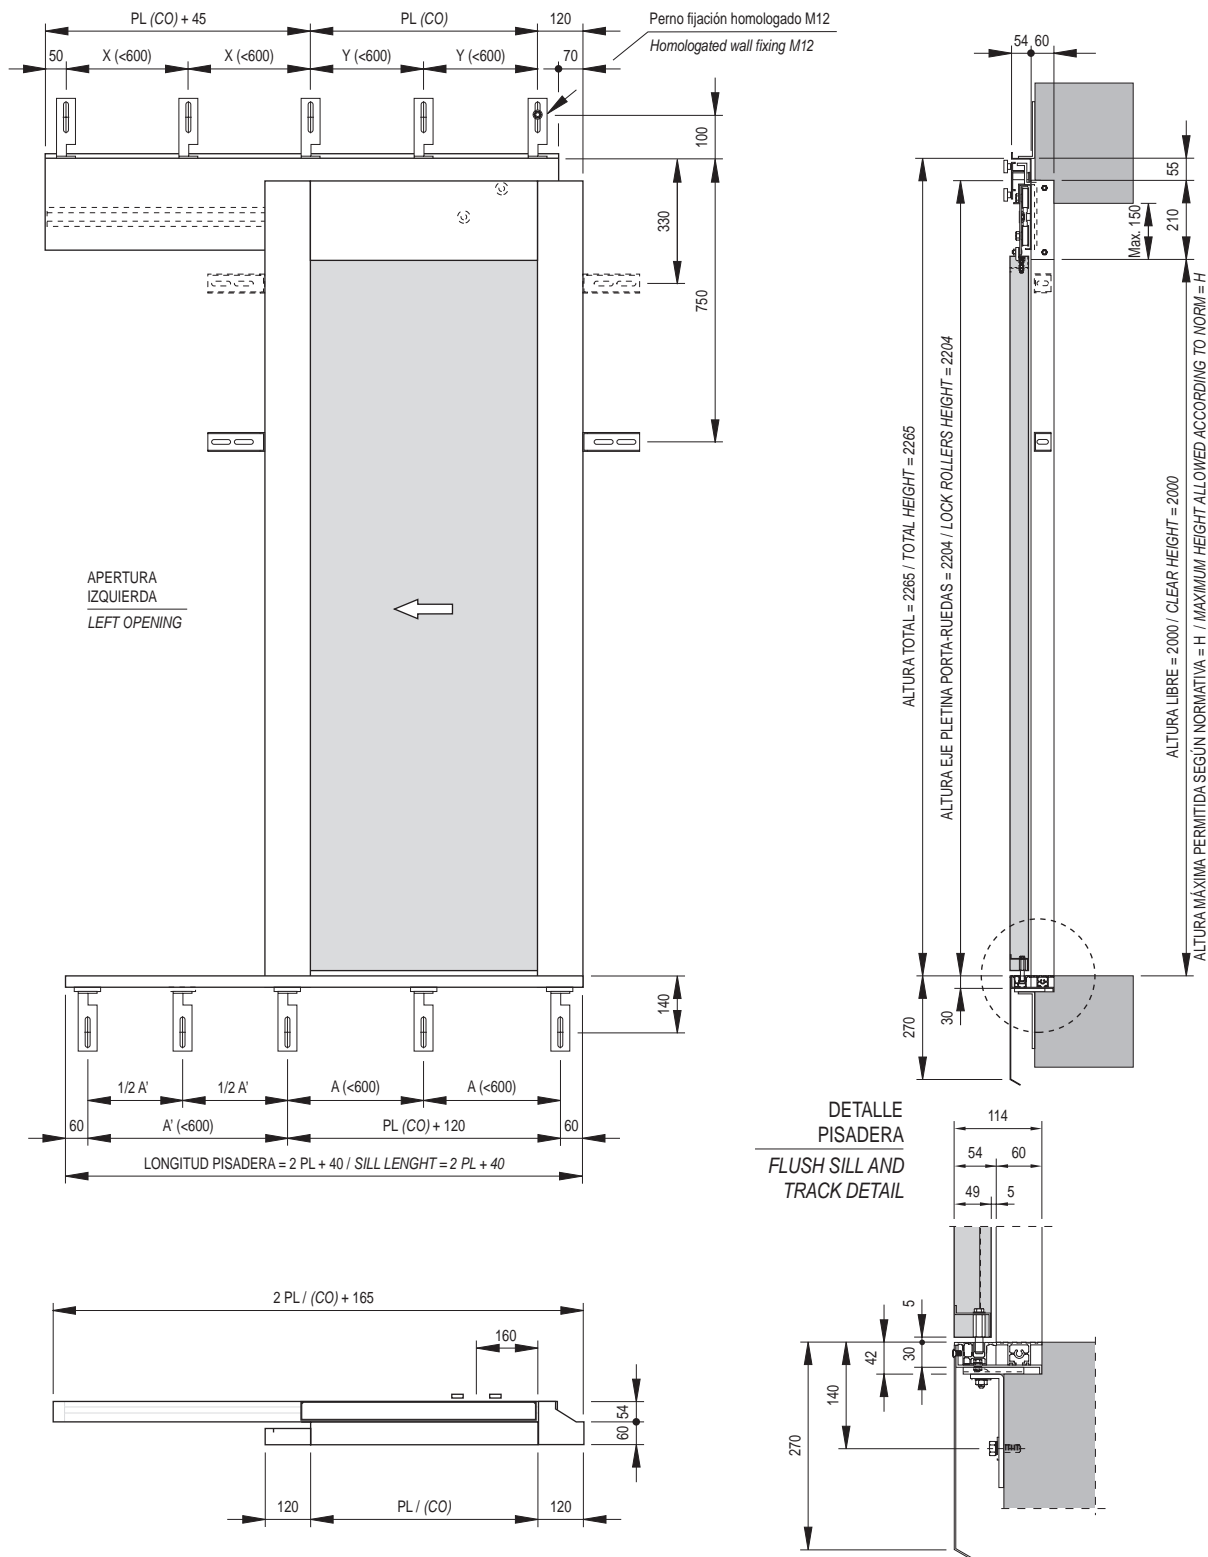 PL (CO) + 45
PL (CO)
120
50
X (<600)
X (<600)
Y (<600)
Y (<600)
70
Perno fijación homologado M12
Homologated wall fixing M12
100
330
750
APERTURA
IZQUIERDA
LEFT OPENING
140
1/2 A'
1/2 A'
A (<600)
A (<600)
60
A' (<600)
PL (CO) + 120
60
LONGITUD PISADERA = 2 PL + 40 / SILL LENGHT = 2 PL + 40
54
60
55
210
Max. 150
ALTURA TOTAL = 2265 / TOTAL HEIGHT = 2265
ALTURA EJE PLETINA PORTA-RUEDAS = 2204 / LOCK ROLLERS HEIGHT = 2204
ALTURA LIBRE = 2000 / CLEAR HEIGHT = 2000
ALTURA MÁXIMA PERMITIDA SEGÚN NORMATIVA = H / MAXIMUM HEIGHT ALLOWED ACCORDING TO NORM = H
270
30
2 PL / (CO) + 165
160
54
60
120
PL / (CO)
120
DETALLE
PISADERA
FLUSH SILL AND
TRACK DETAIL
114
54
60
49
5
5
42
30
140
270